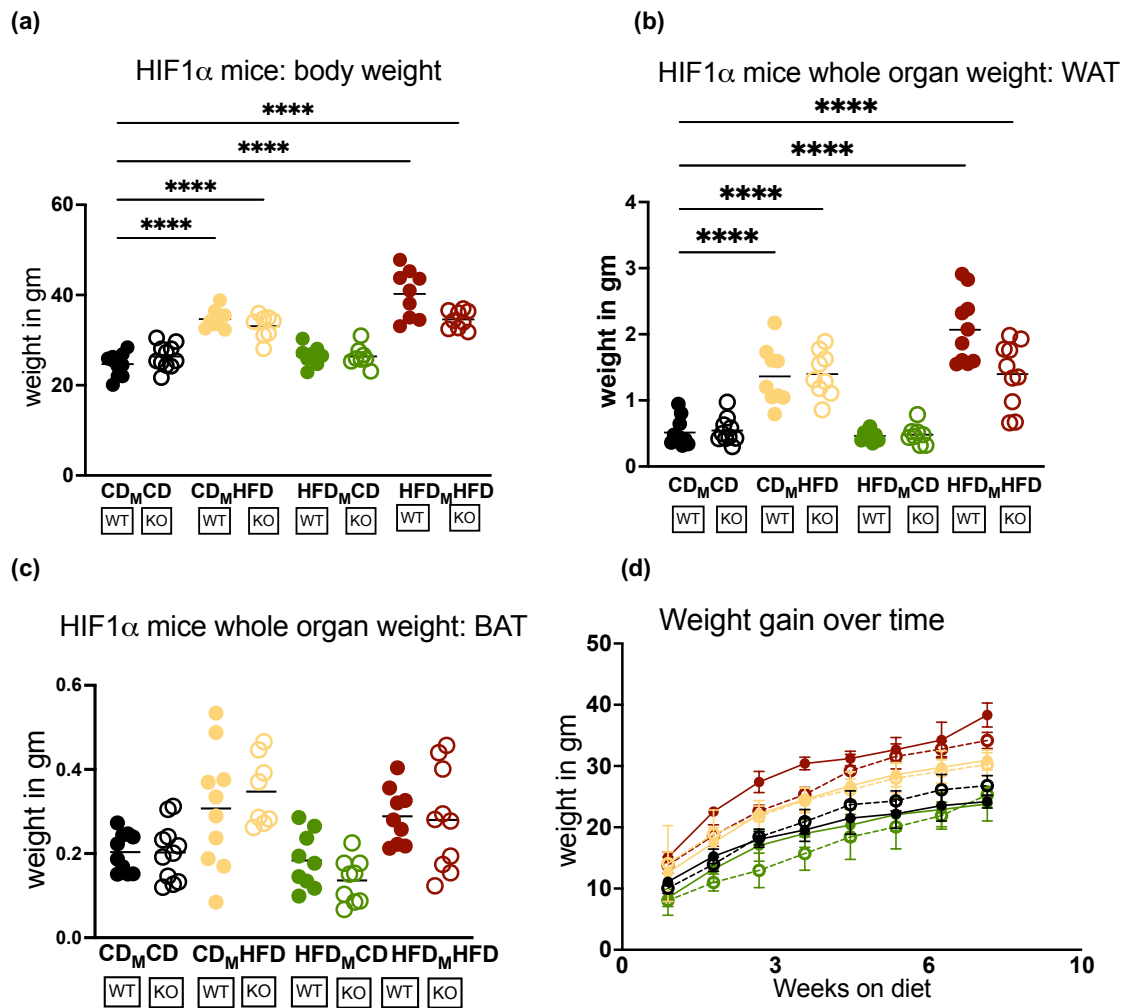 (a)
HIF1α mice: body weight
****
****
****
****
weight in gm
60
40
20
0
CDMCD CDMHFD HFDMCD HFDMHFD
WT KO WT KO WT KO WT KO
(b)
HIF1α mice whole organ weight: WAT
****
****
****
****
weight in gm
4
3
2
1
0
CDMCD CDMHFD HFDMCD HFDMHFD
WT KO WT KO WT KO WT KO
(c)
HIF1α mice whole organ weight: BAT
weight in gm
0.6
0.4
0.2
0.0
CDMCD CDMHFD HFDMCD HFDMHFD
WT KO WT KO WT KO WT KO
(d)
Weight gain over time
weight in gm
50
40
30
20
10
0
0 3 6 10
Weeks on diet